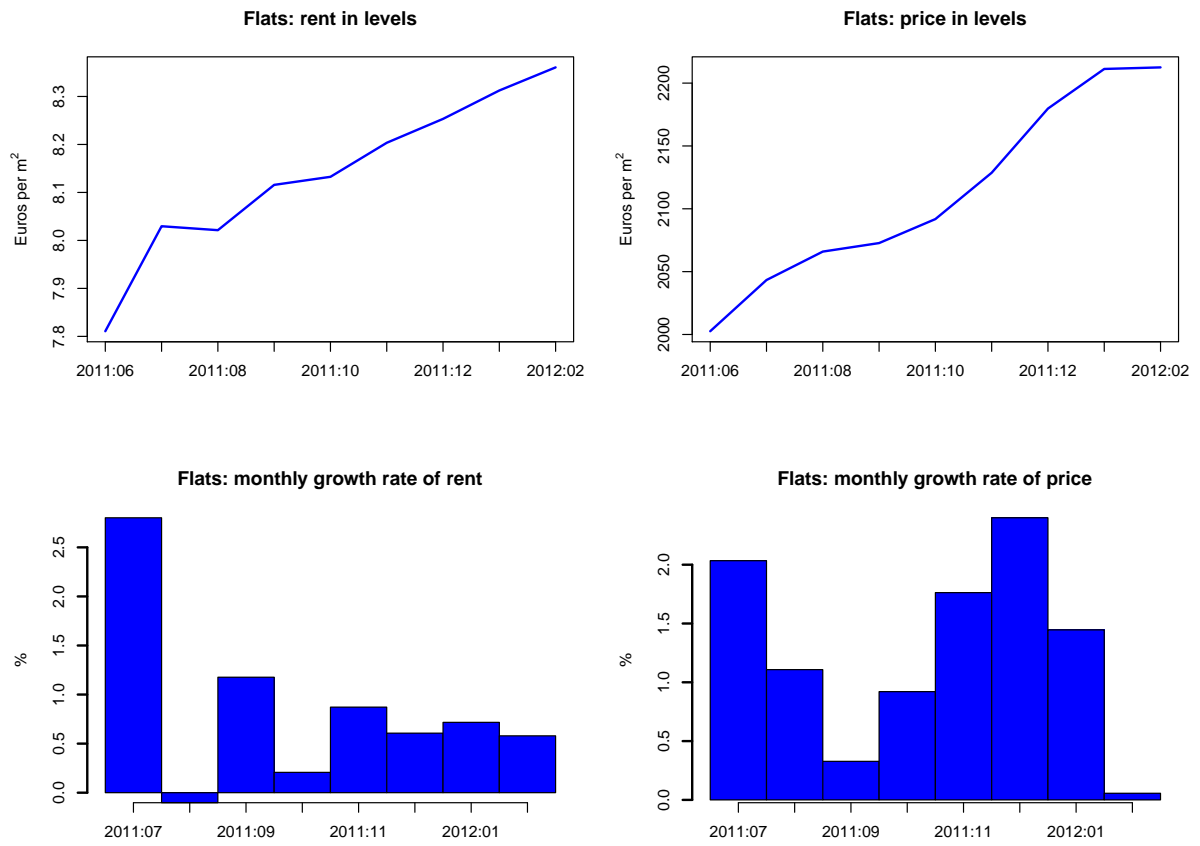 Flats: rent in levels
Euros per m²
8.3
8.2
8.1
8.0
7.9
7.8
2011:06 2011:08 2011:10 2011:12 2012:02
Flats: price in levels
Euros per m²
2200
2150
2100
2050
2000
2011:06 2011:08 2011:10 2011:12 2012:02
Flats: monthly growth rate of rent
%
2.5
2.0
1.5
1.0
0.5
0.0
2011:07 2011:09 2011:11 2012:01
Flats: monthly growth rate of price
%
2.0
1.5
1.0
0.5
0.0
2011:07 2011:09 2011:11 2012:01